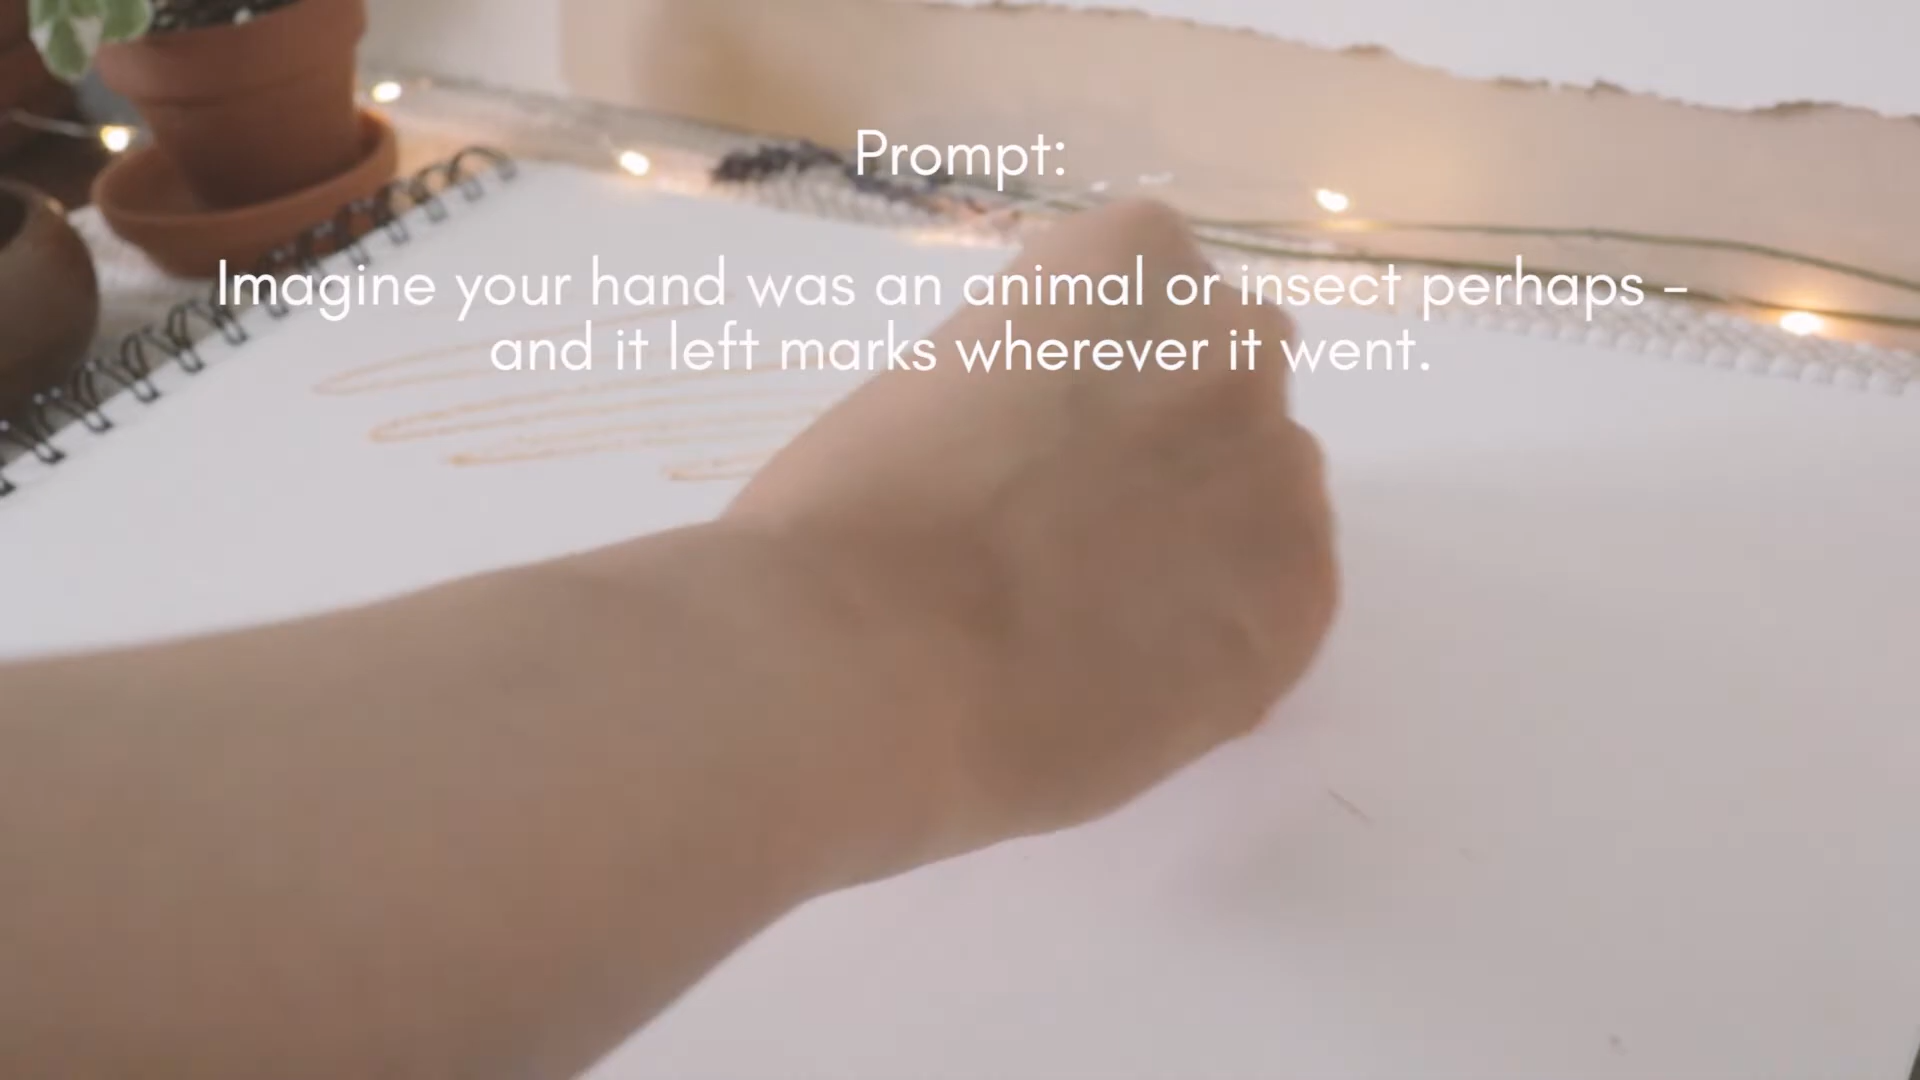 Prompt:
Imagine your hand was an animal or insect perhaps -
and it left marks wherever it went.